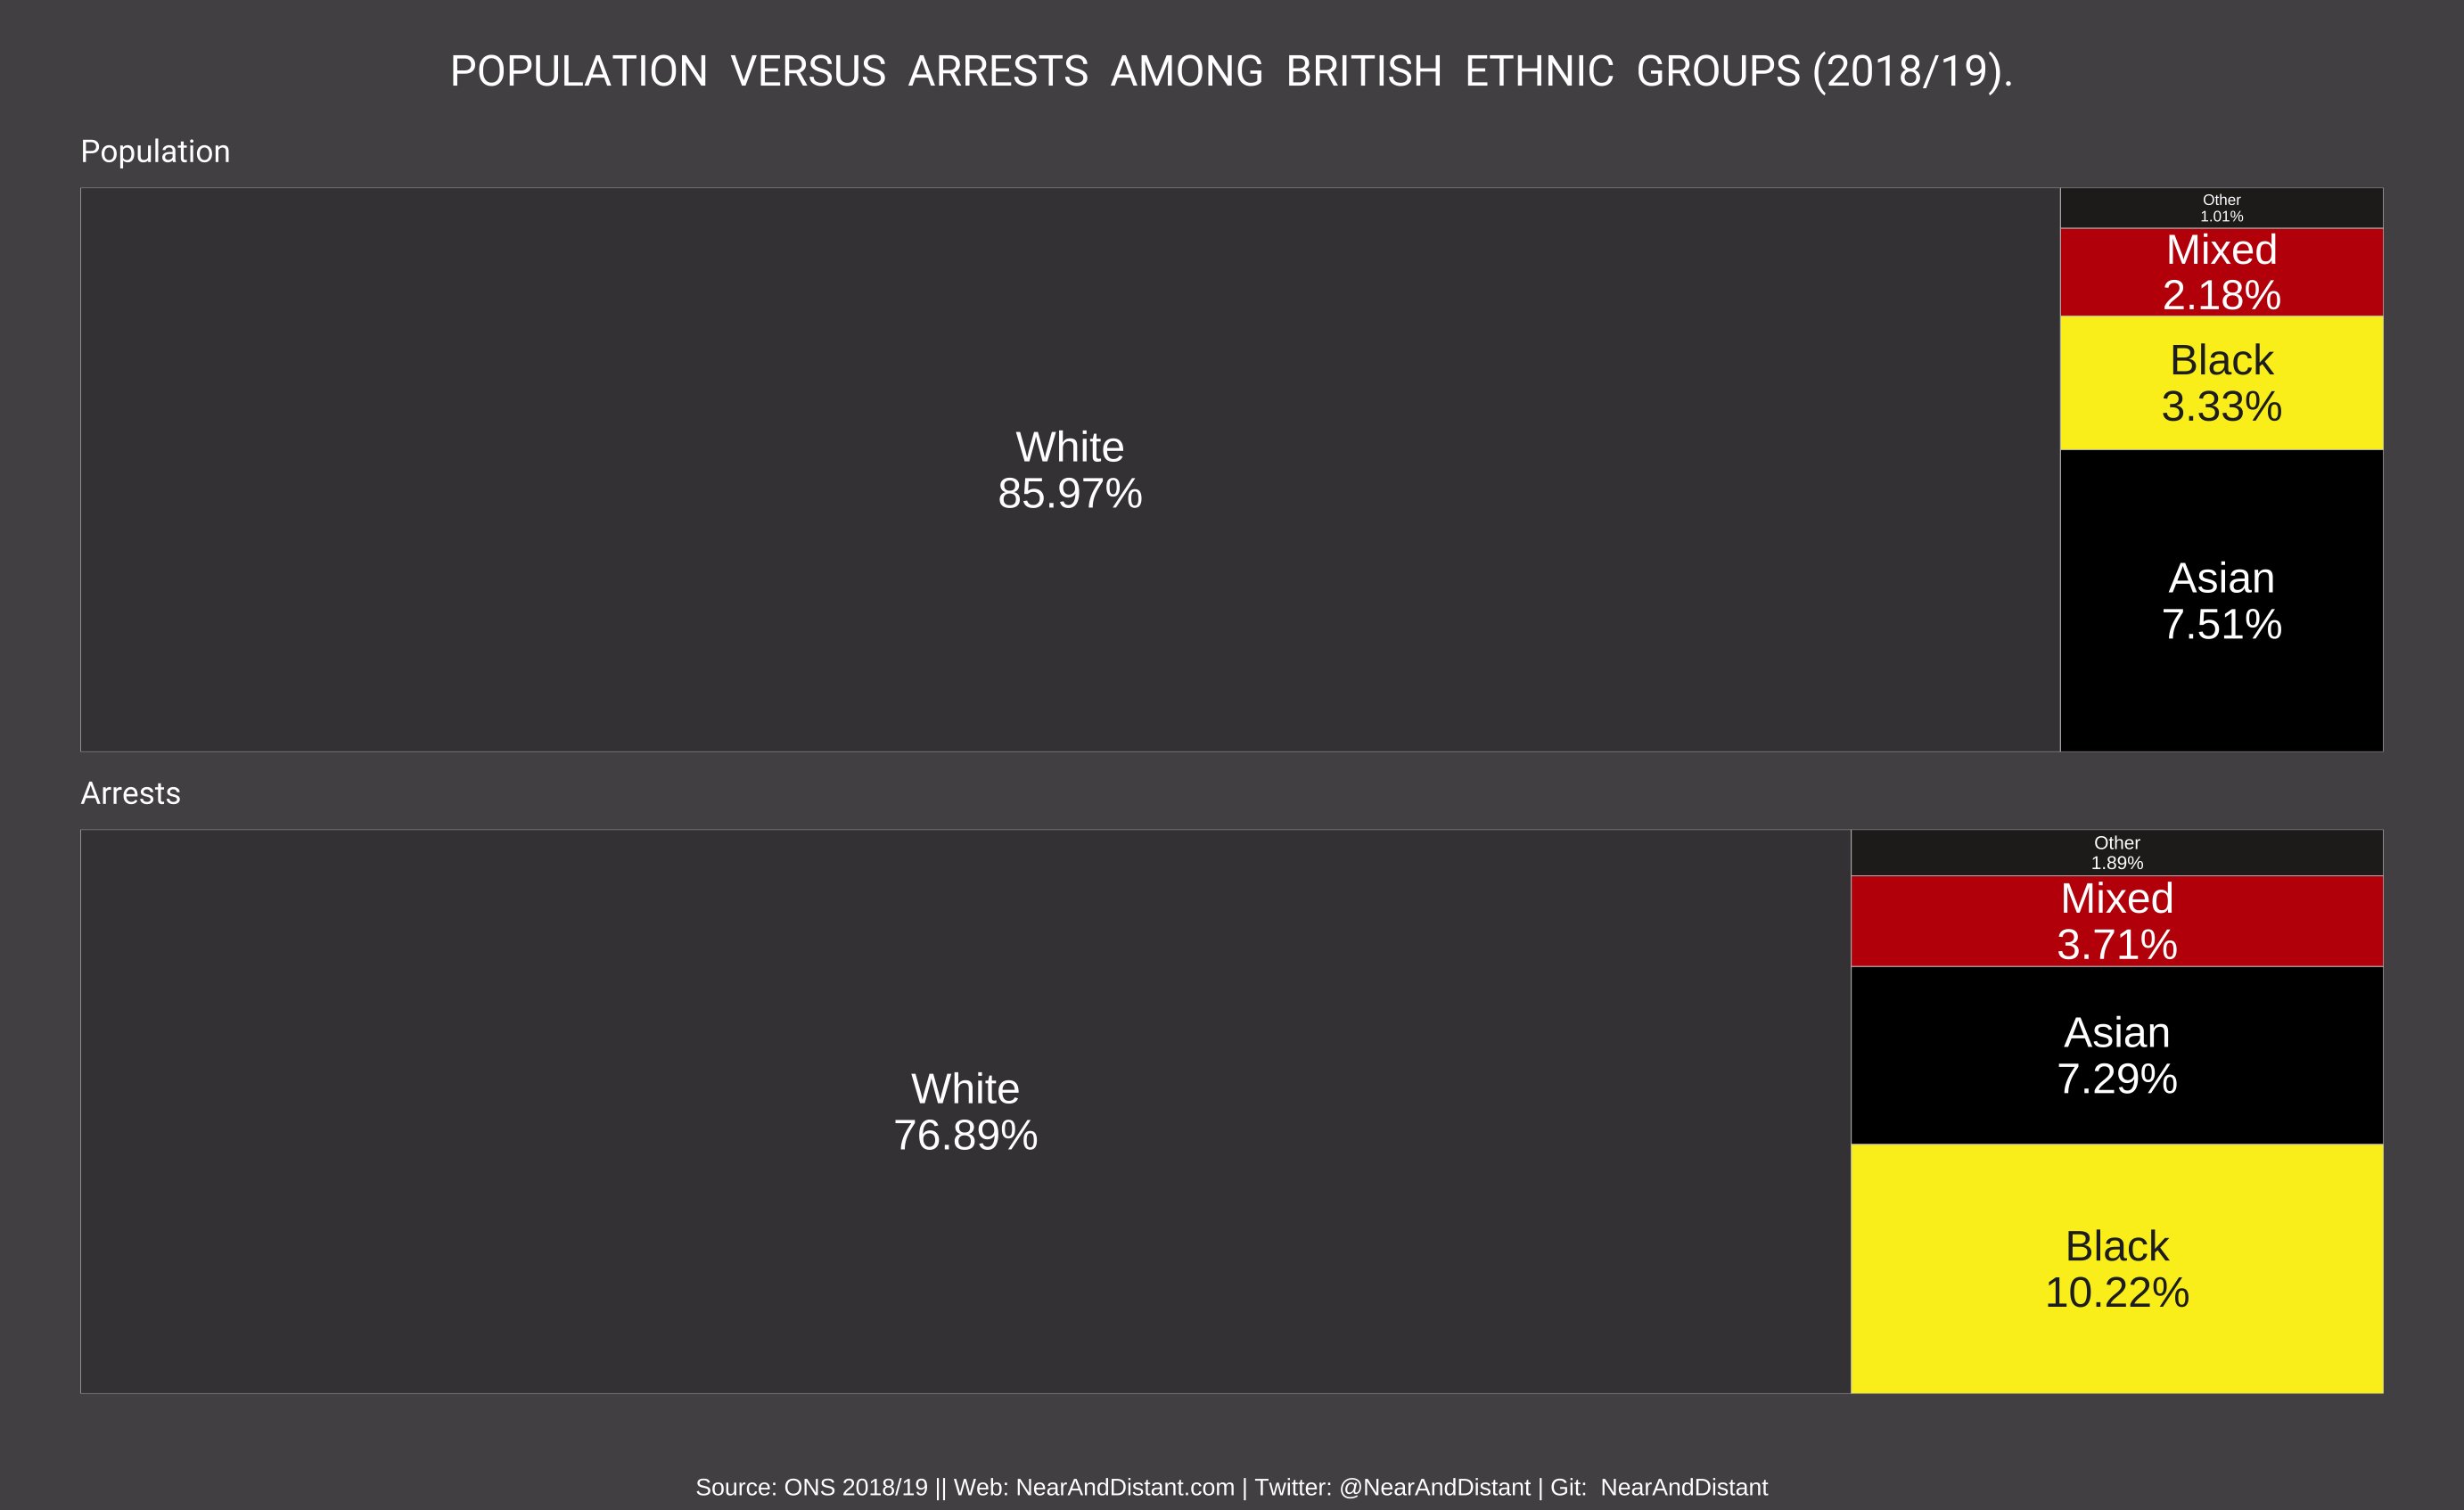 POPULATION VERSUS ARRESTS AMONG BRITISH ETHNIC GROUPS (2018/19).
Population
White
85.97%
Other
1.01%
Mixed
2.18%
Black
3.33%
Asian
7.51%
Arrests
White
76.89%
Other
1.89%
Mixed
3.71%
Asian
7.29%
Black
10.22%
Source: ONS 2018/19 || Web: NearAndDistant.com | Twitter: @NearAndDistant | Git: NearAndDistant